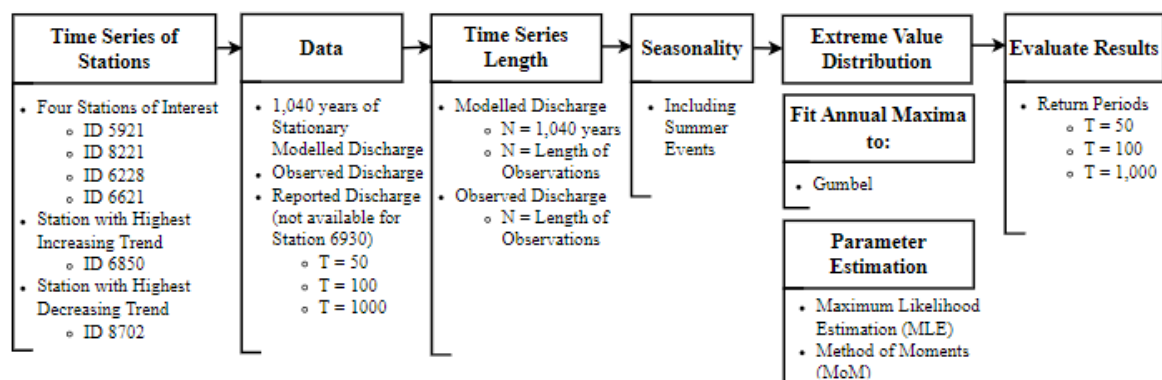 Time Series of
Stations
Four Stations of Interest
ID 5921
ID 8221
ID 6228
ID 6621
Station with Highest
Increasing Trend
ID 6850
Station with Highest
Decreasing Trend
ID 8702
Data
1,040 years of
Stationary
Modelled Discharge
Observed Discharge
Reported Discharge
(not available for
Station 6930)
T = 50
T = 100
T = 1000
Time Series
Length
Modelled Discharge
N = 1,040 years
N = Length of
Observations
Observed Discharge
N = Length of
Observations
Seasonality
Including
Summer
Events
Extreme Value
Distribution
Fit Annual Maxima
to:
Gumbel
Parameter
Estimation
Maximum Likelihood
Estimation (MLE)
Method of Moments
(MoM)
Evaluate Results
Return Periods
T = 50
T = 100
T = 1,000